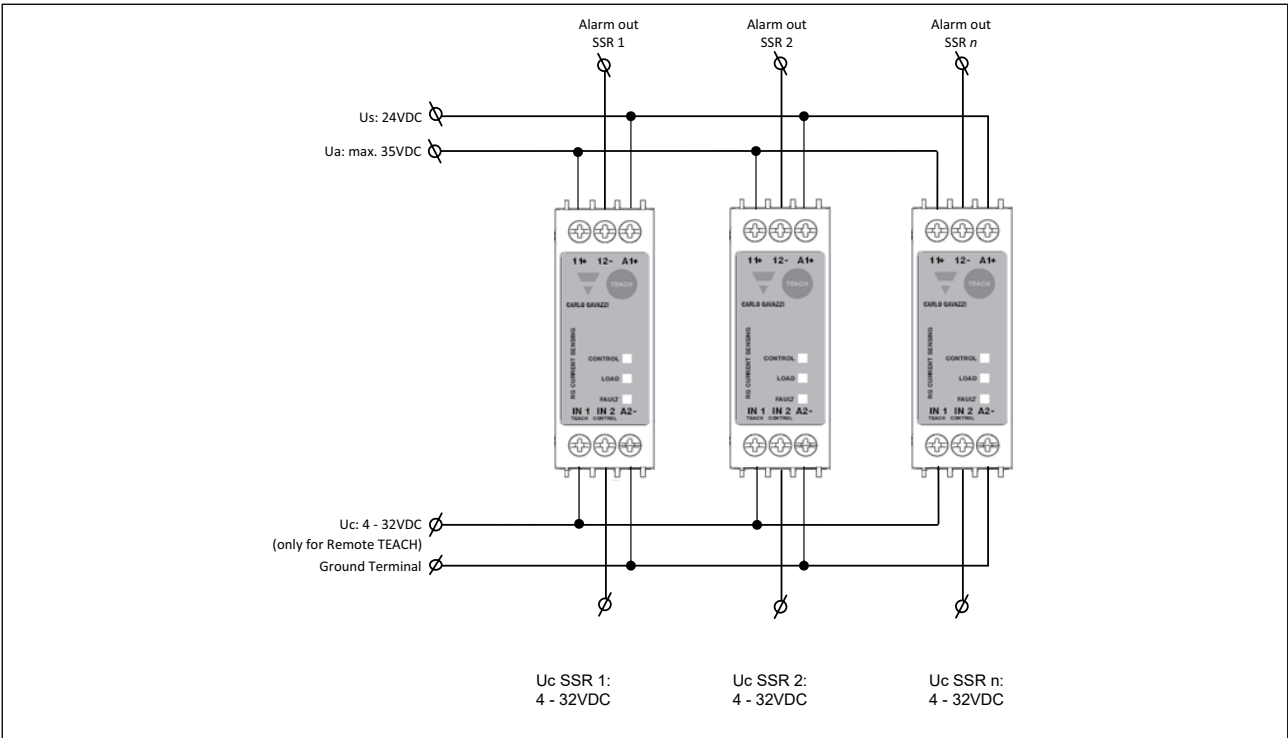 Alarm out
SSR 1
Alarm out
SSR 2
Alarm out
SSR n
Us: 24VDC
Ua: max. 35VDC
11+ 12- A1+
TEACH
CARLO GAVAZZI
RG CURRENT SENSING
CONTROL
LOAD
FAULT
IN 1 IN 2 A2-
TEACH CONTROL
11+ 12- A1+
TEACH
CARLO GAVAZZI
RG CURRENT SENSING
CONTROL
LOAD
FAULT
IN 1 IN 2 A2-
TEACH CONTROL
11+ 12- A1+
TEACH
CARLO GAVAZZI
RG CURRENT SENSING
CONTROL
LOAD
FAULT
IN 1 IN 2 A2-
TEACH CONTROL
Uc: 4 - 32VDC
(only for Remote TEACH)
Ground Terminal
Uc SSR 1:
4 - 32VDC
Uc SSR 2:
4 - 32VDC
Uc SSR n:
4 - 32VDC